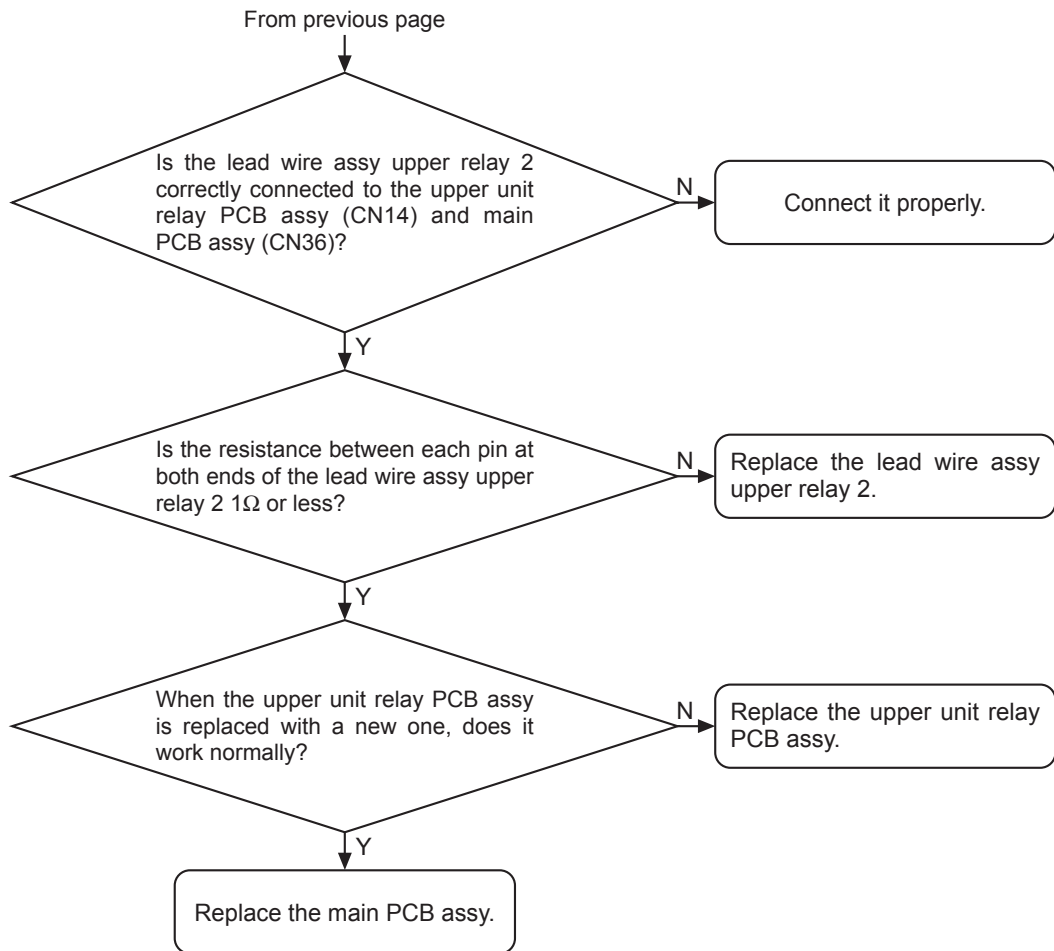 From previous page
Is the lead wire assy upper relay 2
correctly connected to the upper unit
relay PCB assy (CN14) and main
PCB assy (CN36)?
N
Connect it properly.
Y
Is the resistance between each pin at
both ends of the lead wire assy upper
relay 2 1Ω or less?
N
Replace the lead wire assy
upper relay 2.
Y
When the upper unit relay PCB assy
is replaced with a new one, does it
work normally?
N
Replace the upper unit relay
PCB assy.
Y
Replace the main PCB assy.